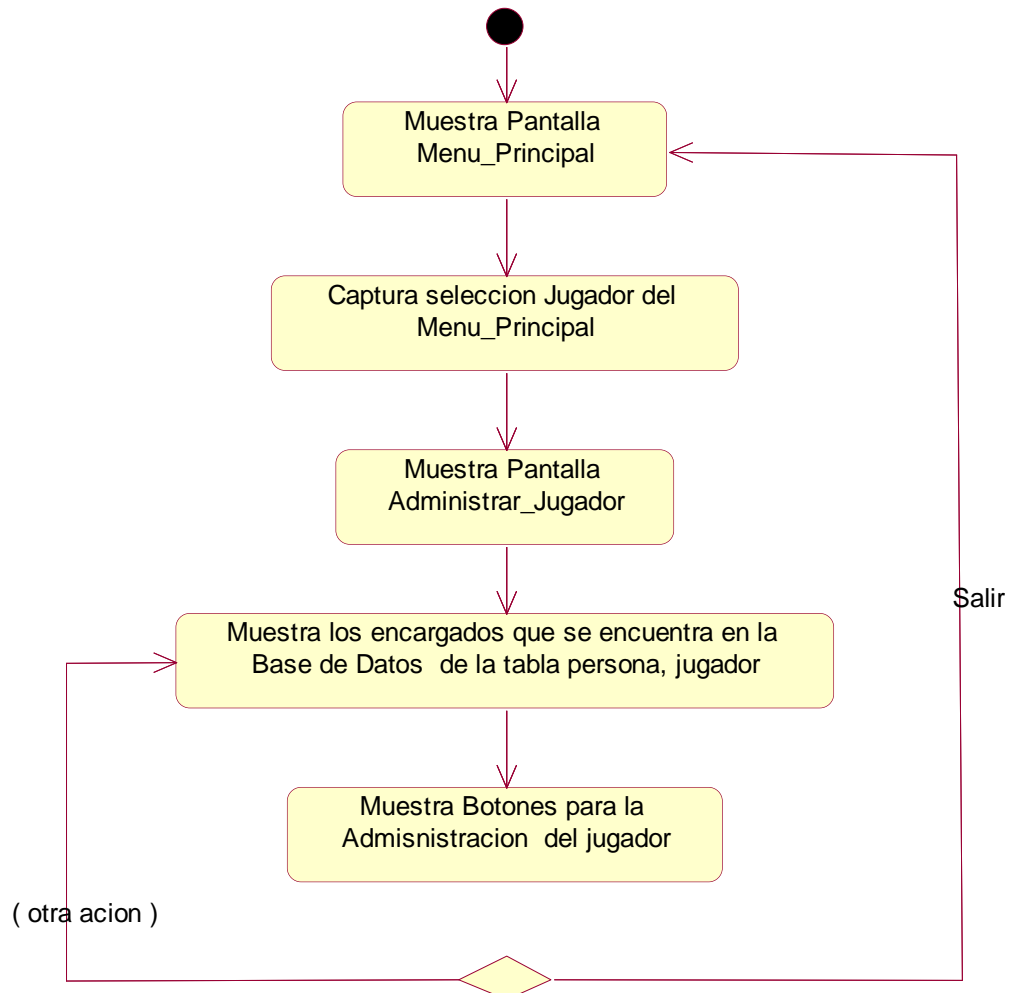 Muestra Pantalla
Menu_Principal
Captura seleccion Jugador del
Menu_Principal
Muestra Pantalla
Administrar_Jugador
Salir
Muestra los encargados que se encuentra en la
Base de Datos  de la tabla persona, jugador
Muestra Botones para la
Admisnistracion  del jugador
( otra acion )